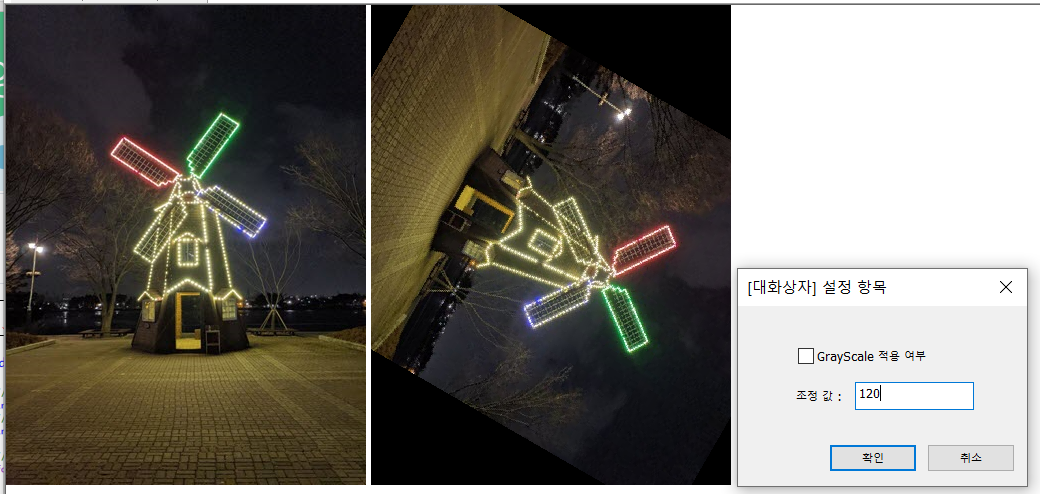 [대화상자] 설정 항목
GrayScale 적용 여부
조정 값 :
120
확인
취소